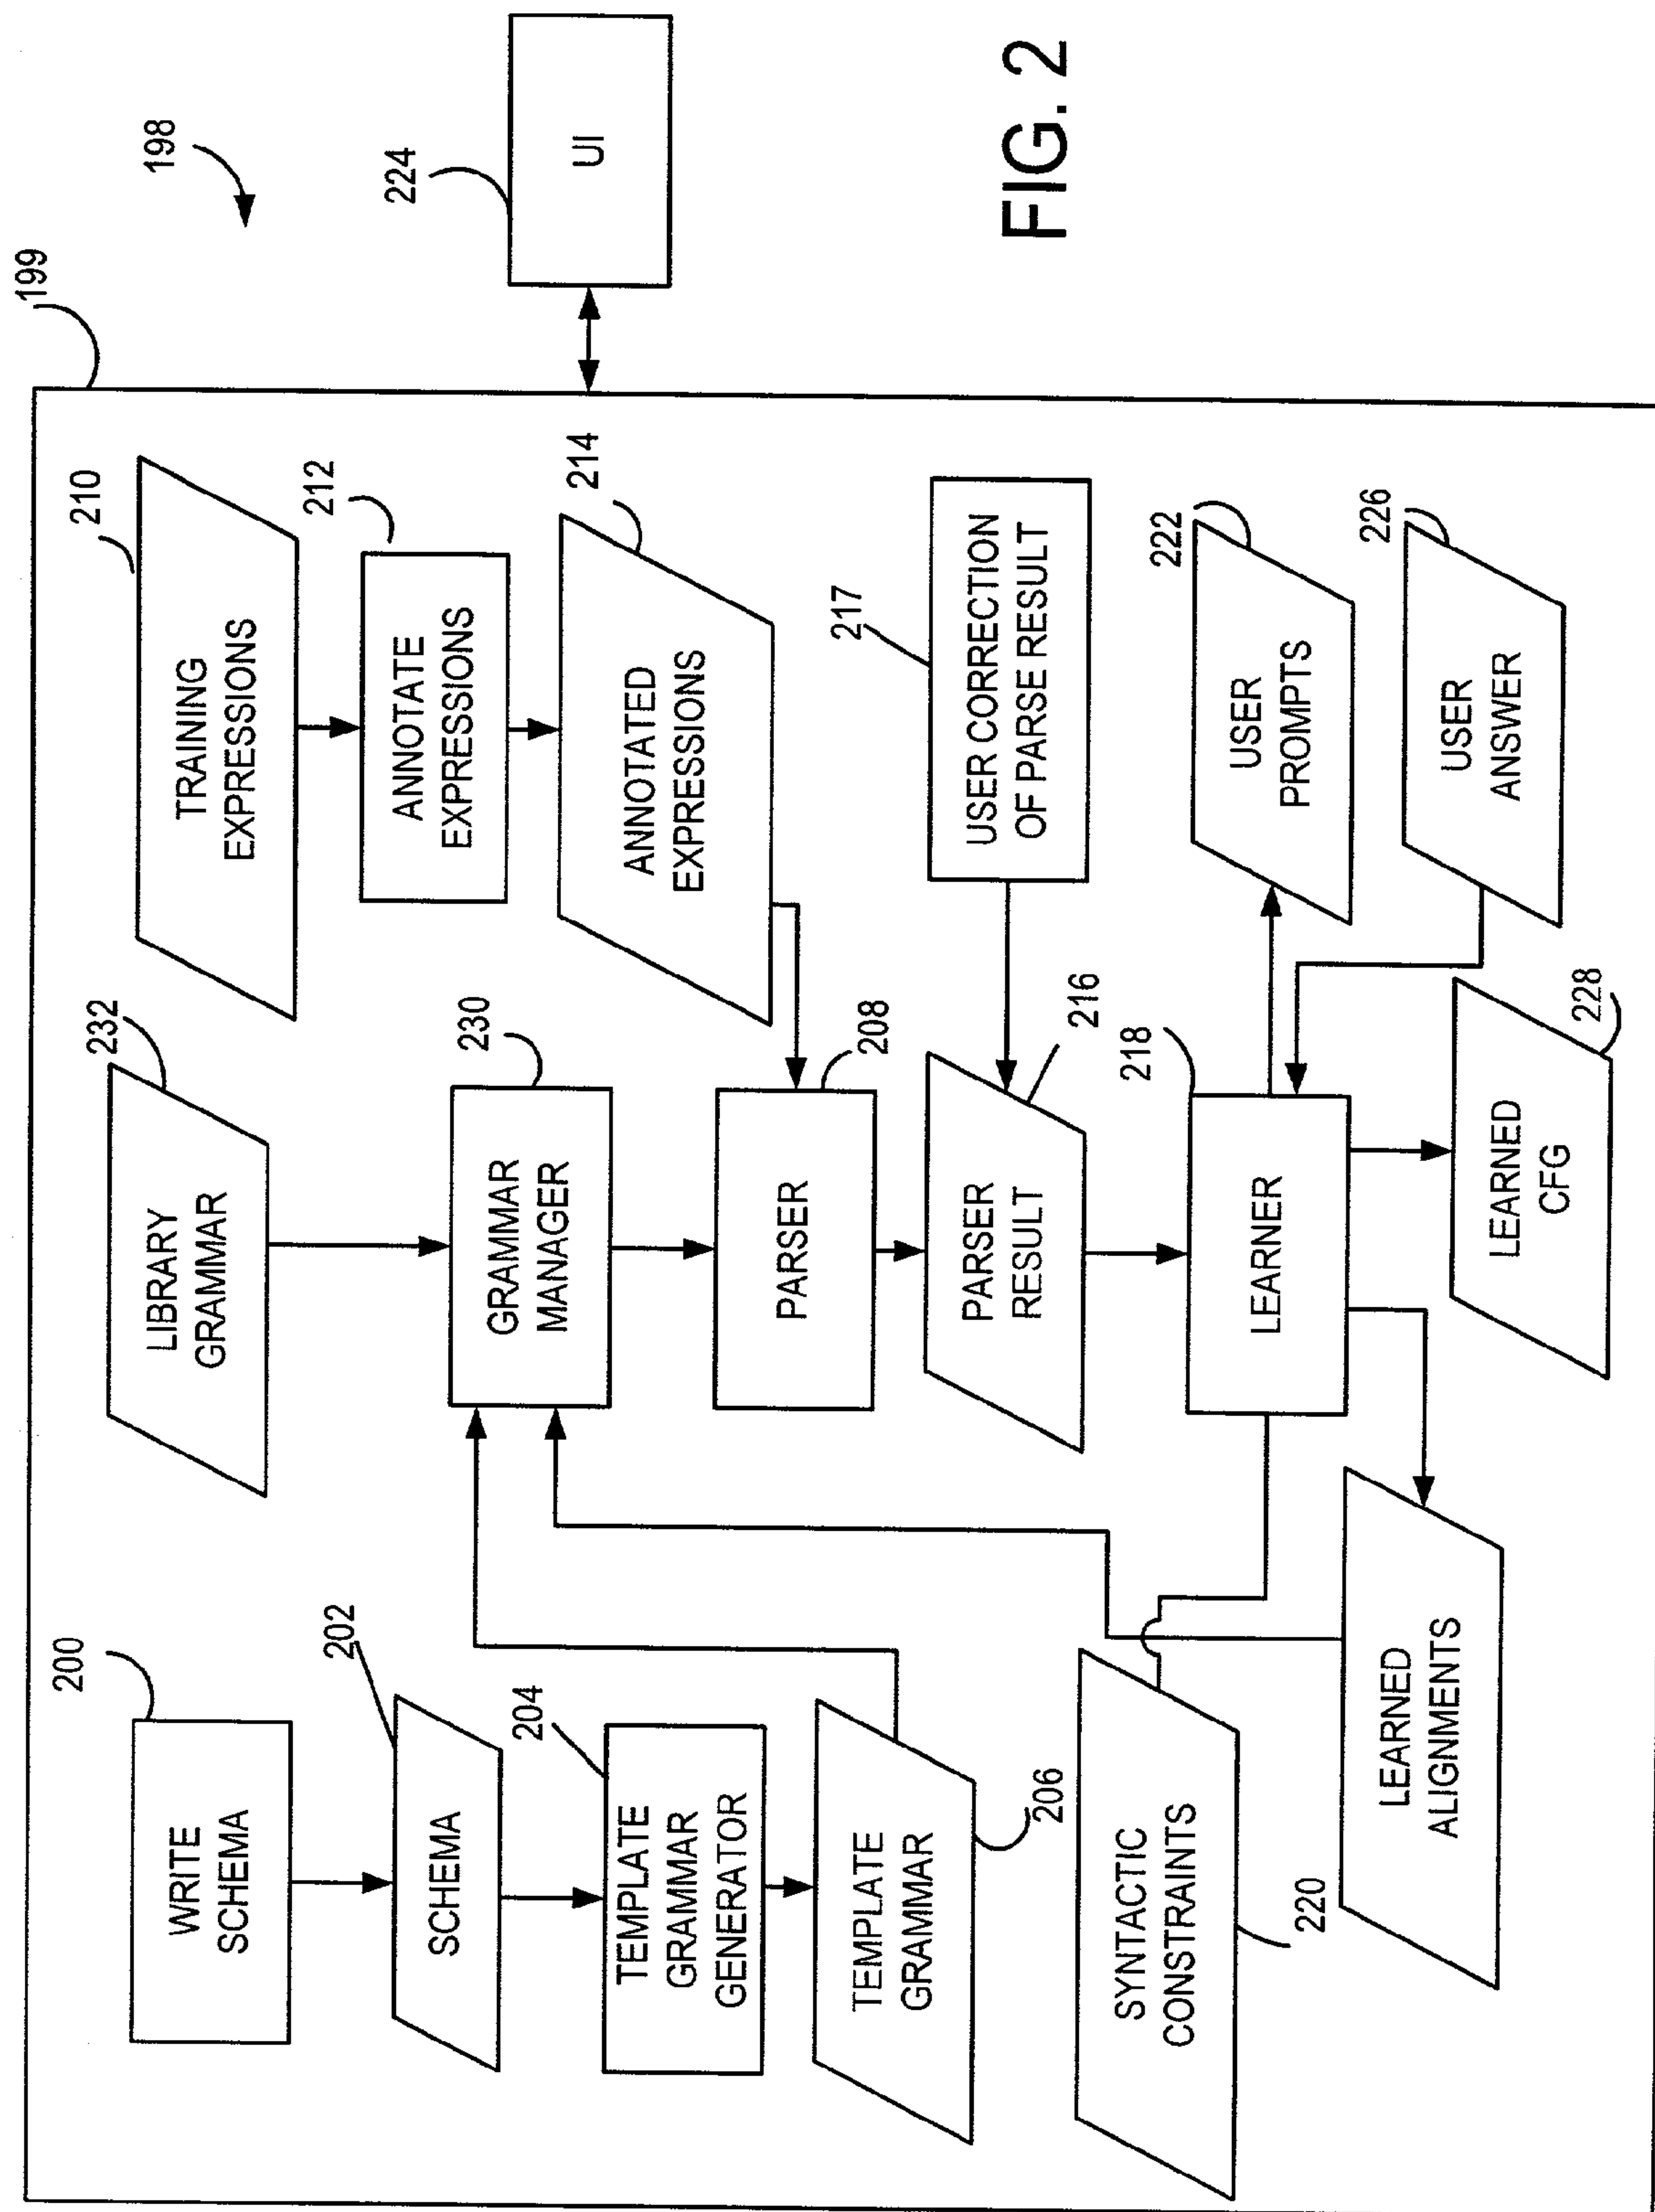 198
199
224
UI
FIG. 2
200
WRITE
SCHEMA
202
SCHEMA
204
TEMPLATE
GRAMMAR
GENERATOR
TEMPLATE
GRAMMAR
206
SYNTACTIC
CONSTRAINTS
220
LEARNED
ALIGNMENTS
232
LIBRARY
GRAMMAR
230
GRAMMAR
MANAGER
208
PARSER
216
PARSER
RESULT
218
LEARNER
LEARNED
CFG
228
210
TRAINING
EXPRESSIONS
212
ANNOTATE
EXPRESSIONS
214
ANNOTATED
EXPRESSIONS
217
USER CORRECTION
OF PARSE RESULT
222
USER
PROMPTS
226
USER
ANSWER